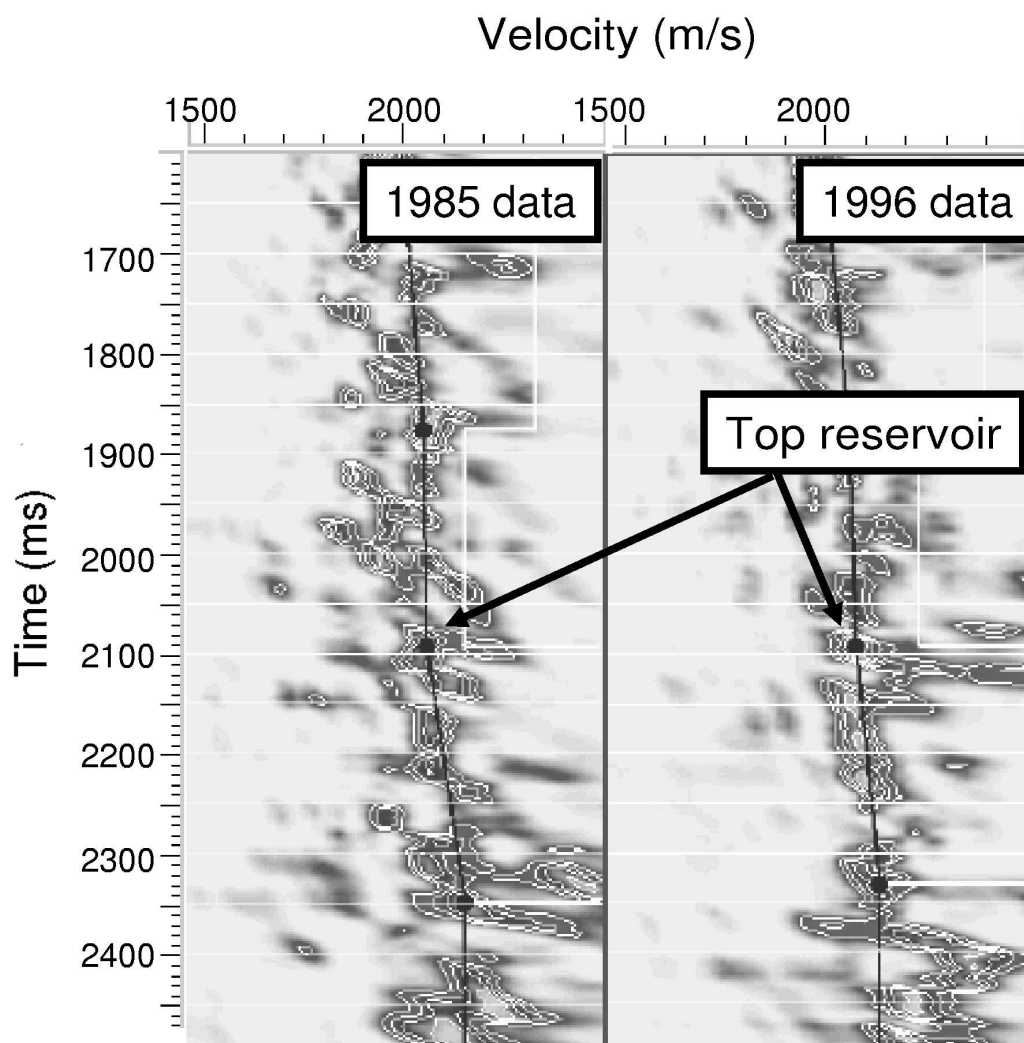 Velocity (m/s)
1500 2000 1500 2000
1985 data
1996 data
1700
1800
Top reservoir
1900
2000
2100
2200
2300
2400
Time (ms)